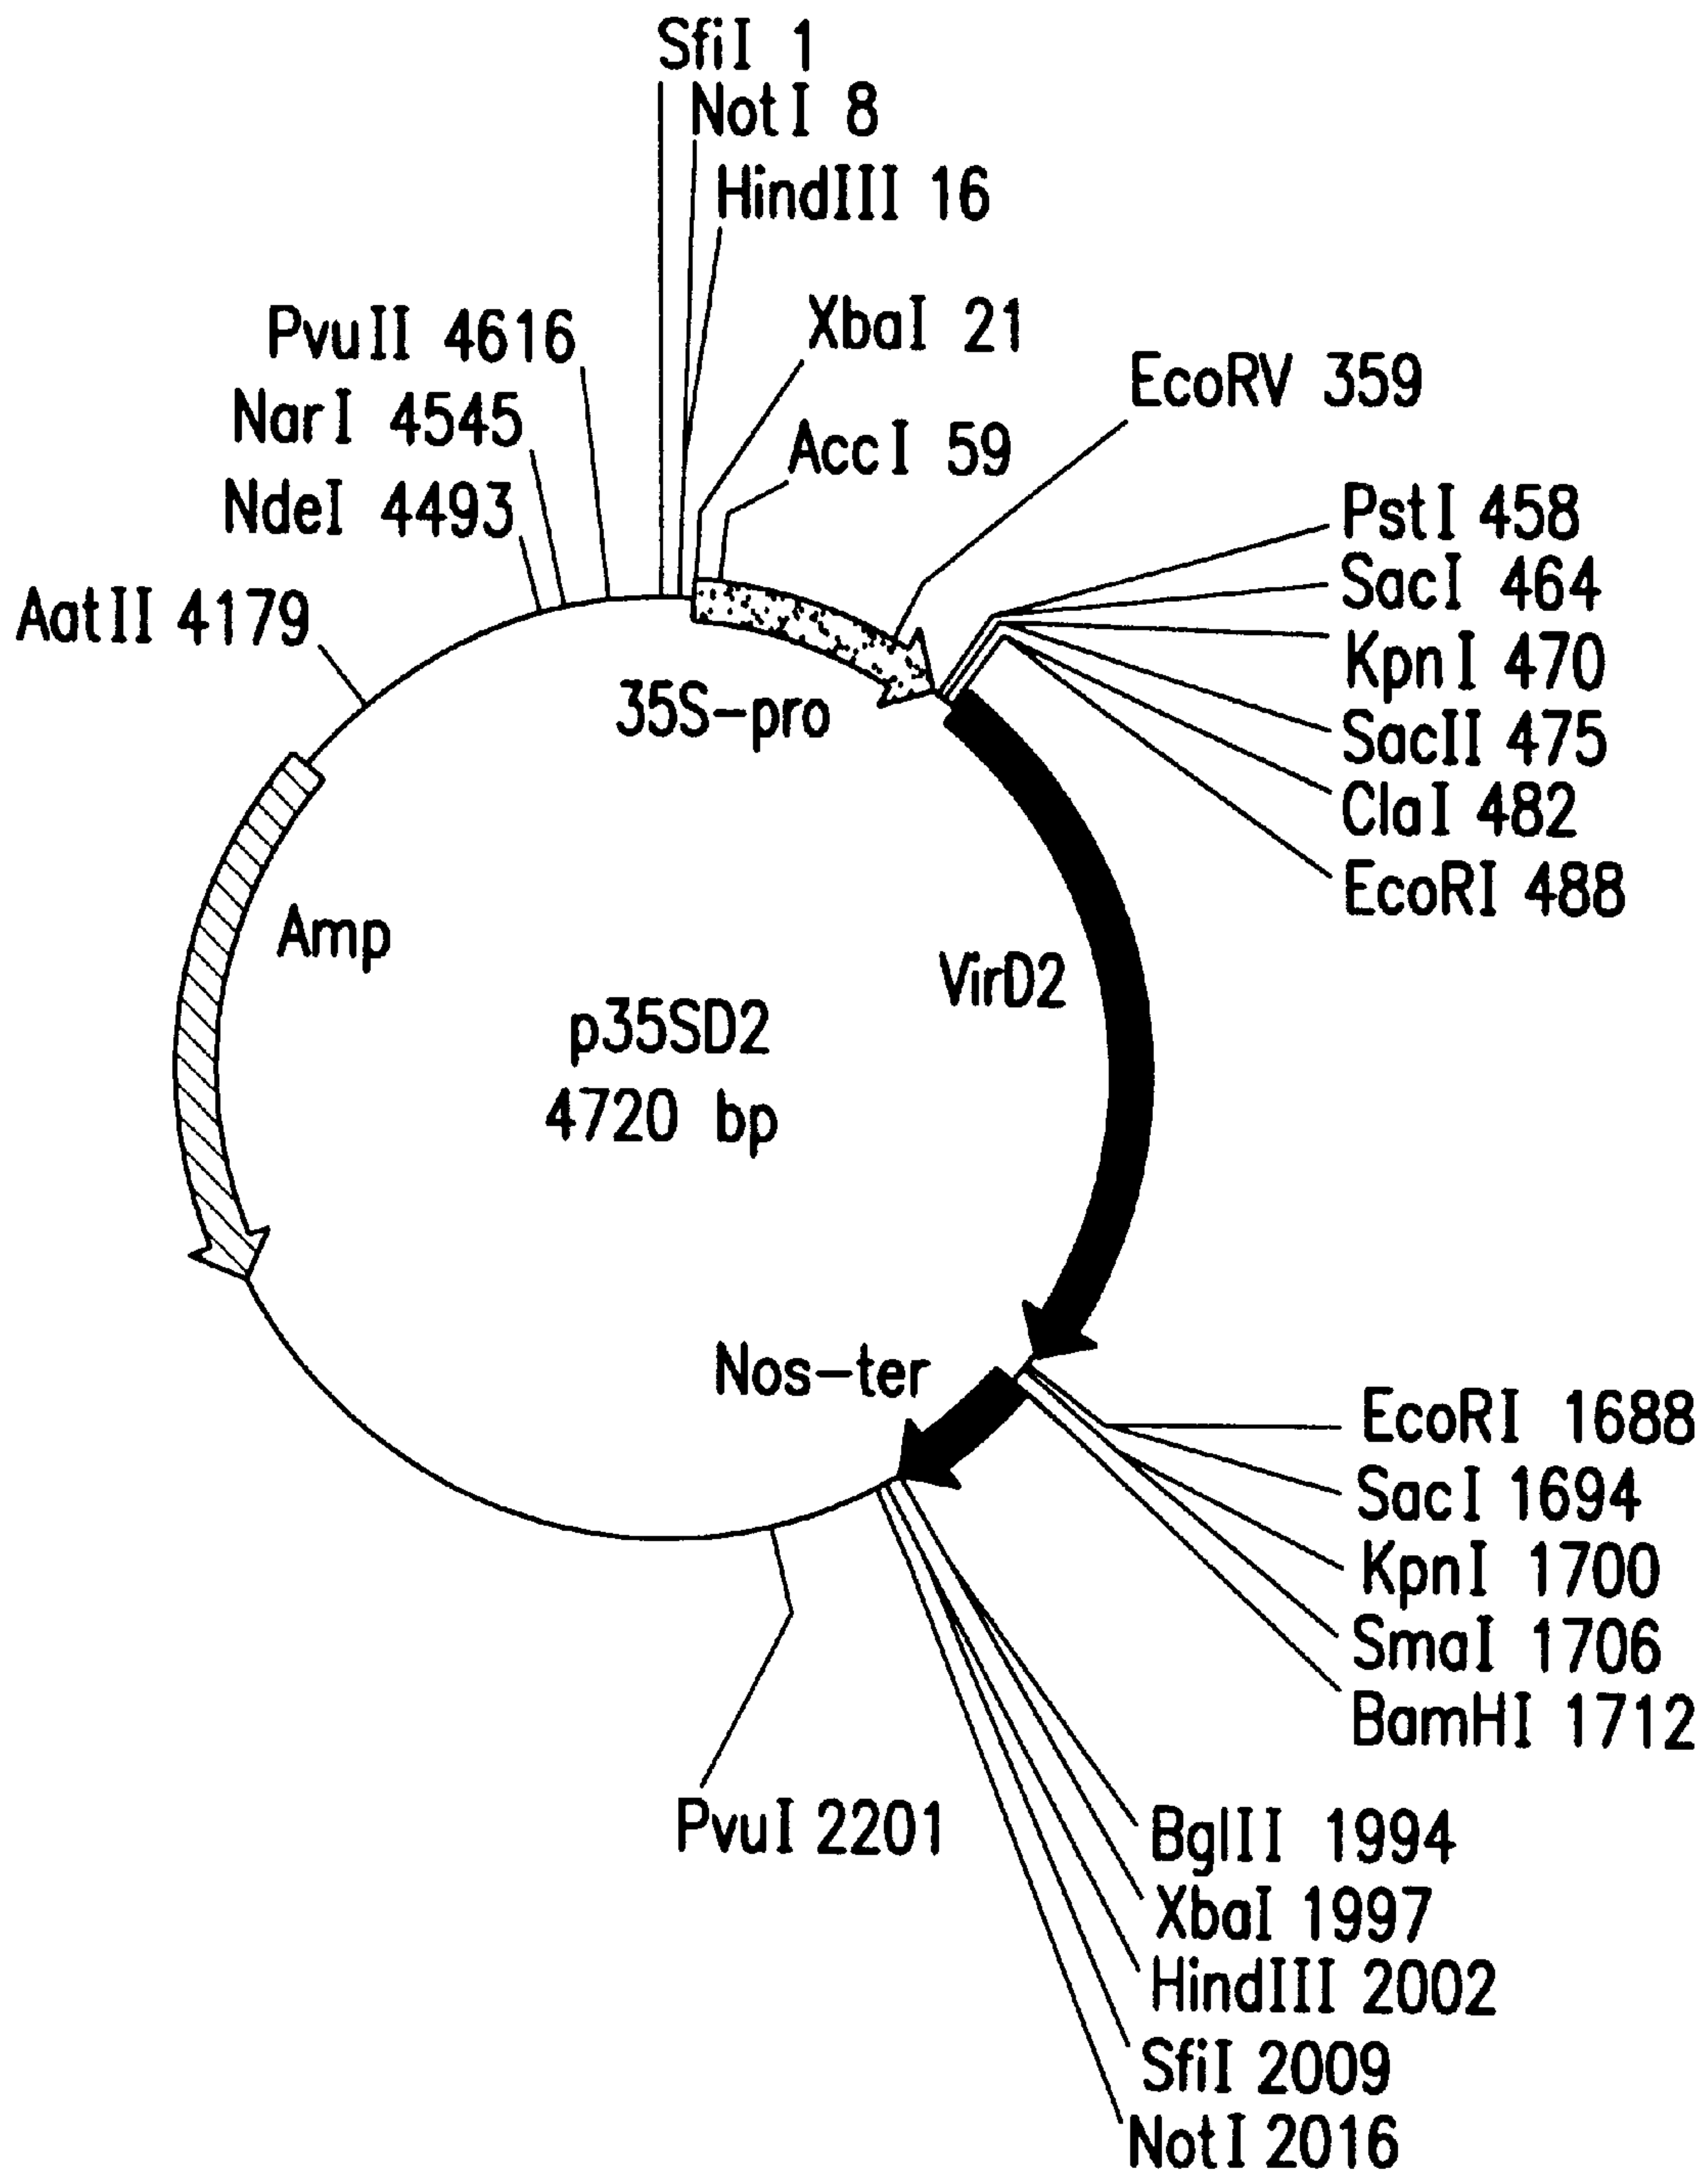 SfiI 1
NotI 8
HindIII 16
XbaI 21
AccI 59
EcoRV 359
PstI 458
SacI 464
KpnI 470
SacII 475
ClaI 482
EcoRI 488
PvuII 4616
NarI 4545
NdeI 4493
AatII 4179
35S-pro
Amp
VirD2
p35SD2
4720 bp
Nos-ter
EcoRI 1688
SacI 1694
KpnI 1700
SmaI 1706
BamHI 1712
PvuI 2201
BglII 1994
XbaI 1997
HindIII 2002
SfiI 2009
NotI 2016